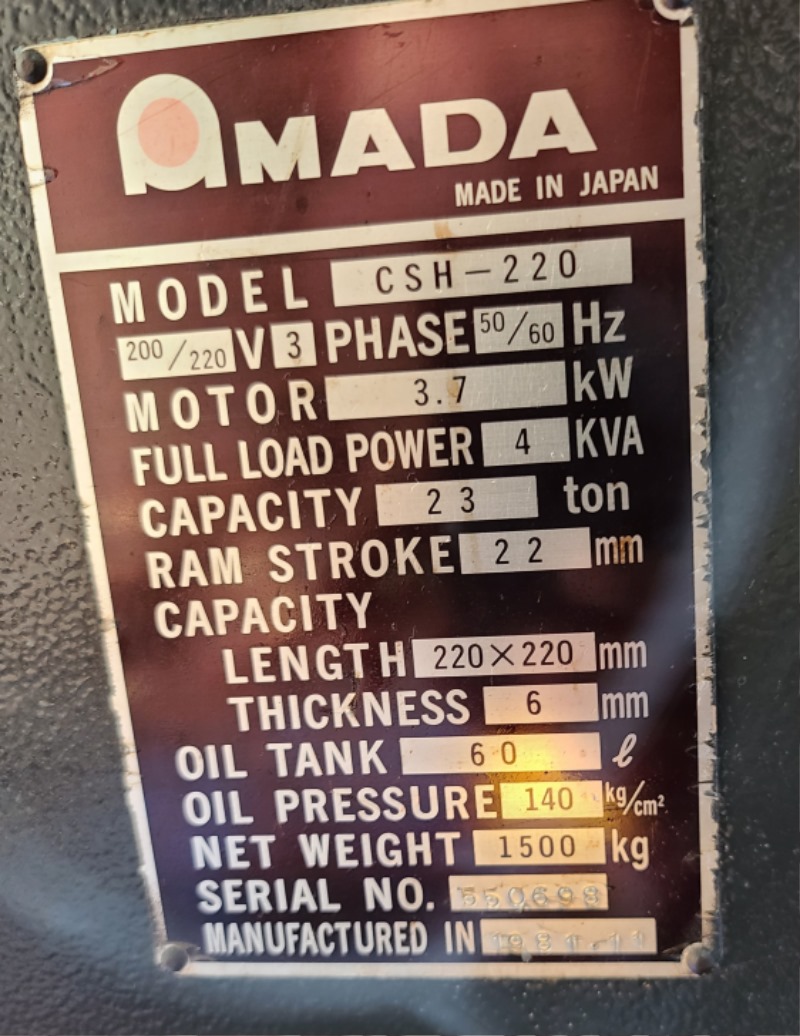 AMADA
MADE IN JAPAN
MODEL CSH-220
200/220 V 3 PHASE 50/60 Hz
MOTOR 3.7 kW
FULL LOAD POWER 4 KVA
CAPACITY 23 ton
RAM STROKE 22 mm
CAPACITY
LENGTH 220×220 mm
THICKNESS 6 mm
OIL TANK 60 ℓ
OIL PRESSURE 140 kg/cm²
NET WEIGHT 1500 kg
SERIAL NO.
MANUFACTURED IN